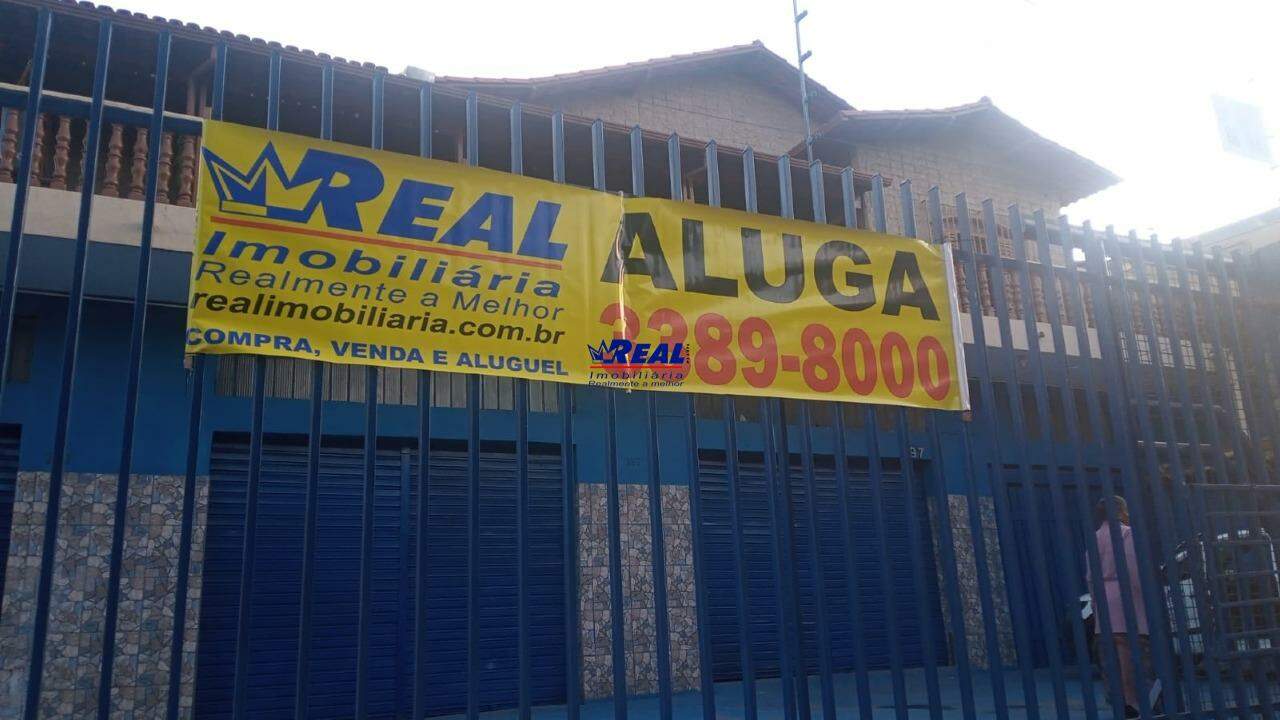 REAL
Imobiliária
Realmente a Melhor
realimobiliaria.com.br
COMPRA, VENDA E ALUGUEL
ALUGA
3389-8000
REAL
Imobiliária
Realmente a melhor
97